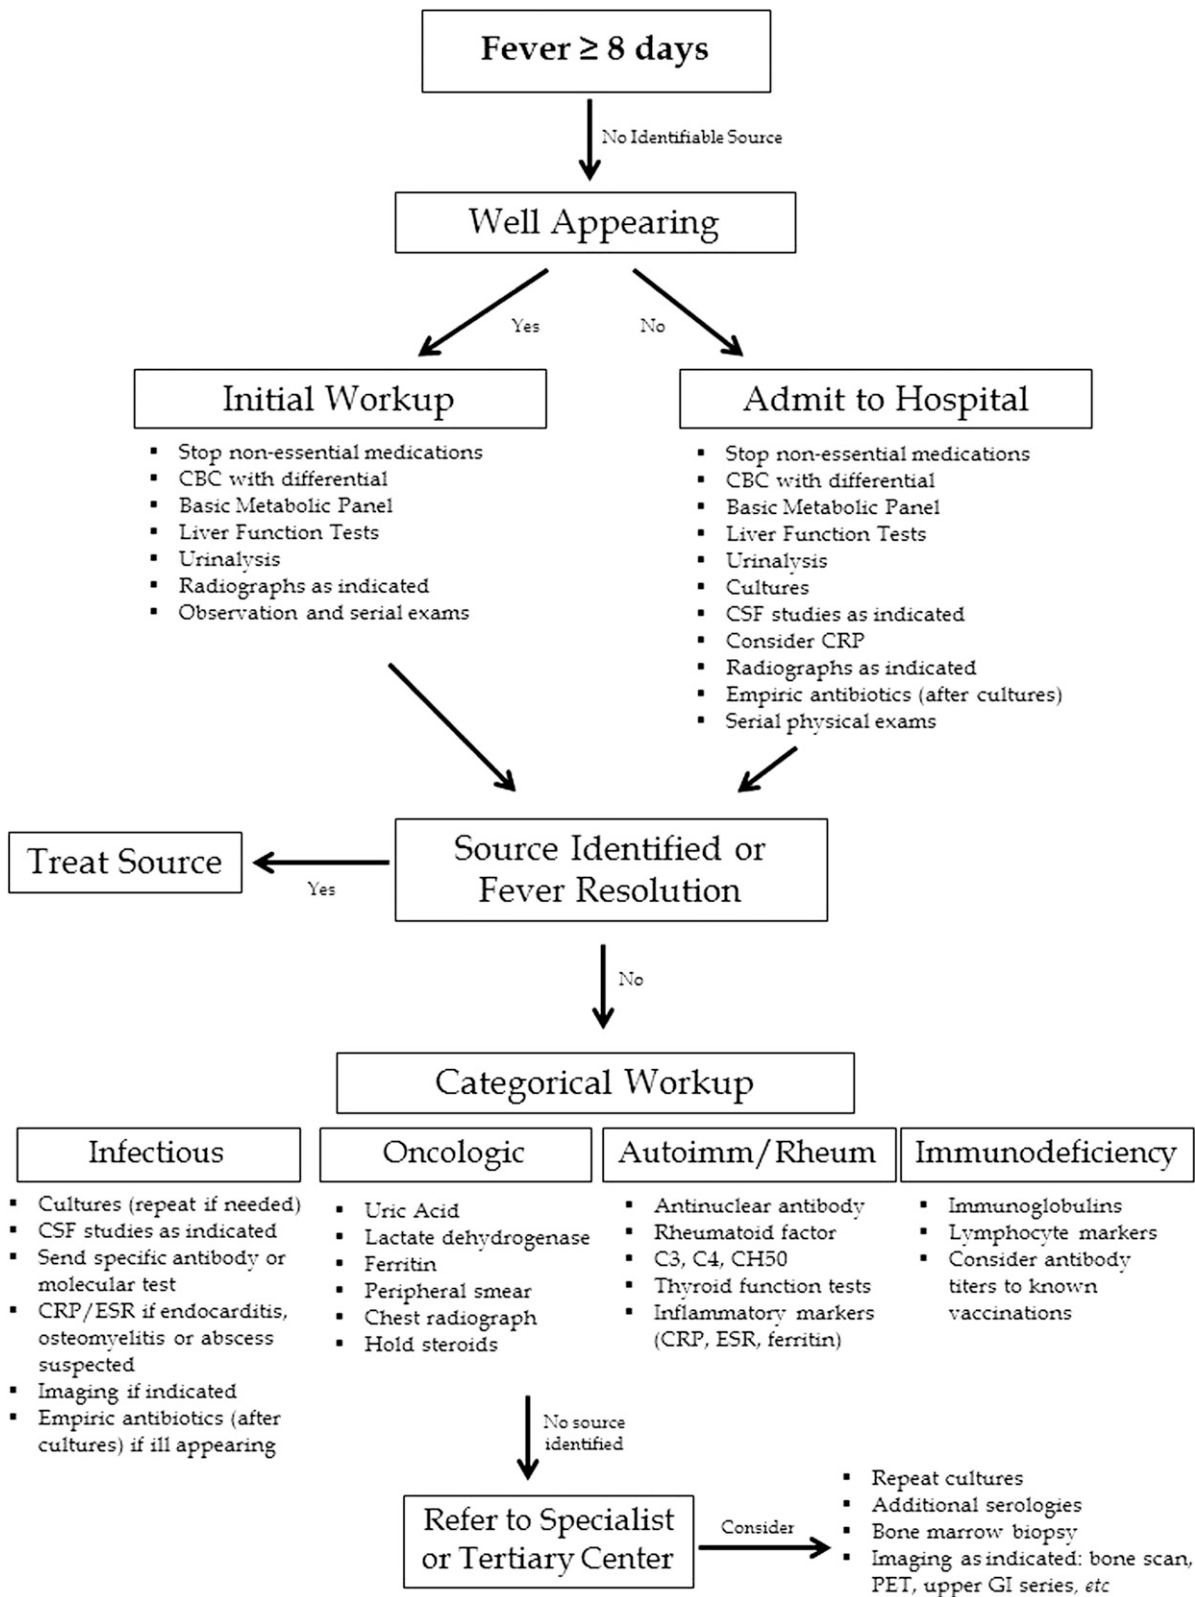 Fever ≥ 8 days
No Identifiable Source
Well Appearing
Yes
No
Initial Workup
▪ Stop non-essential medications
▪ CBC with differential
▪ Basic Metabolic Panel
▪ Liver Function Tests
▪ Urinalysis
▪ Radiographs as indicated
▪ Observation and serial exams
Admit to Hospital
▪ Stop non-essential medications
▪ CBC with differential
▪ Basic Metabolic Panel
▪ Liver Function Tests
▪ Urinalysis
▪ Cultures
▪ CSF studies as indicated
▪ Consider CRP
▪ Radiographs as indicated
▪ Empiric antibiotics (after cultures)
▪ Serial physical exams
Source Identified or
Fever Resolution
Yes
Treat Source
No
Categorical Workup
Infectious
▪ Cultures (repeat if needed)
▪ CSF studies as indicated
▪ Send specific antibody or
molecular test
▪ CRP/ESR if endocarditis,
osteomyelitis or abscess
suspected
▪ Imaging if indicated
▪ Empiric antibiotics (after
cultures) if ill appearing
Oncologic
▪ Uric Acid
▪ Lactate dehydrogenase
▪ Ferritin
▪ Peripheral smear
▪ Chest radiograph
▪ Hold steroids
Autoimm/Rheum
▪ Antinuclear antibody
▪ Rheumatoid factor
▪ C3, C4, CH50
▪ Thyroid function tests
▪ Inflammatory markers
(CRP, ESR, ferritin)
Immunodeficiency
▪ Immunoglobulins
▪ Lymphocyte markers
▪ Consider antibody
titers to known
vaccinations
No source
identified
Refer to Specialist
or Tertiary Center
Consider
▪ Repeat cultures
▪ Additional serologies
▪ Bone marrow biopsy
▪ Imaging as indicated: bone scan,
PET, upper GI series, etc